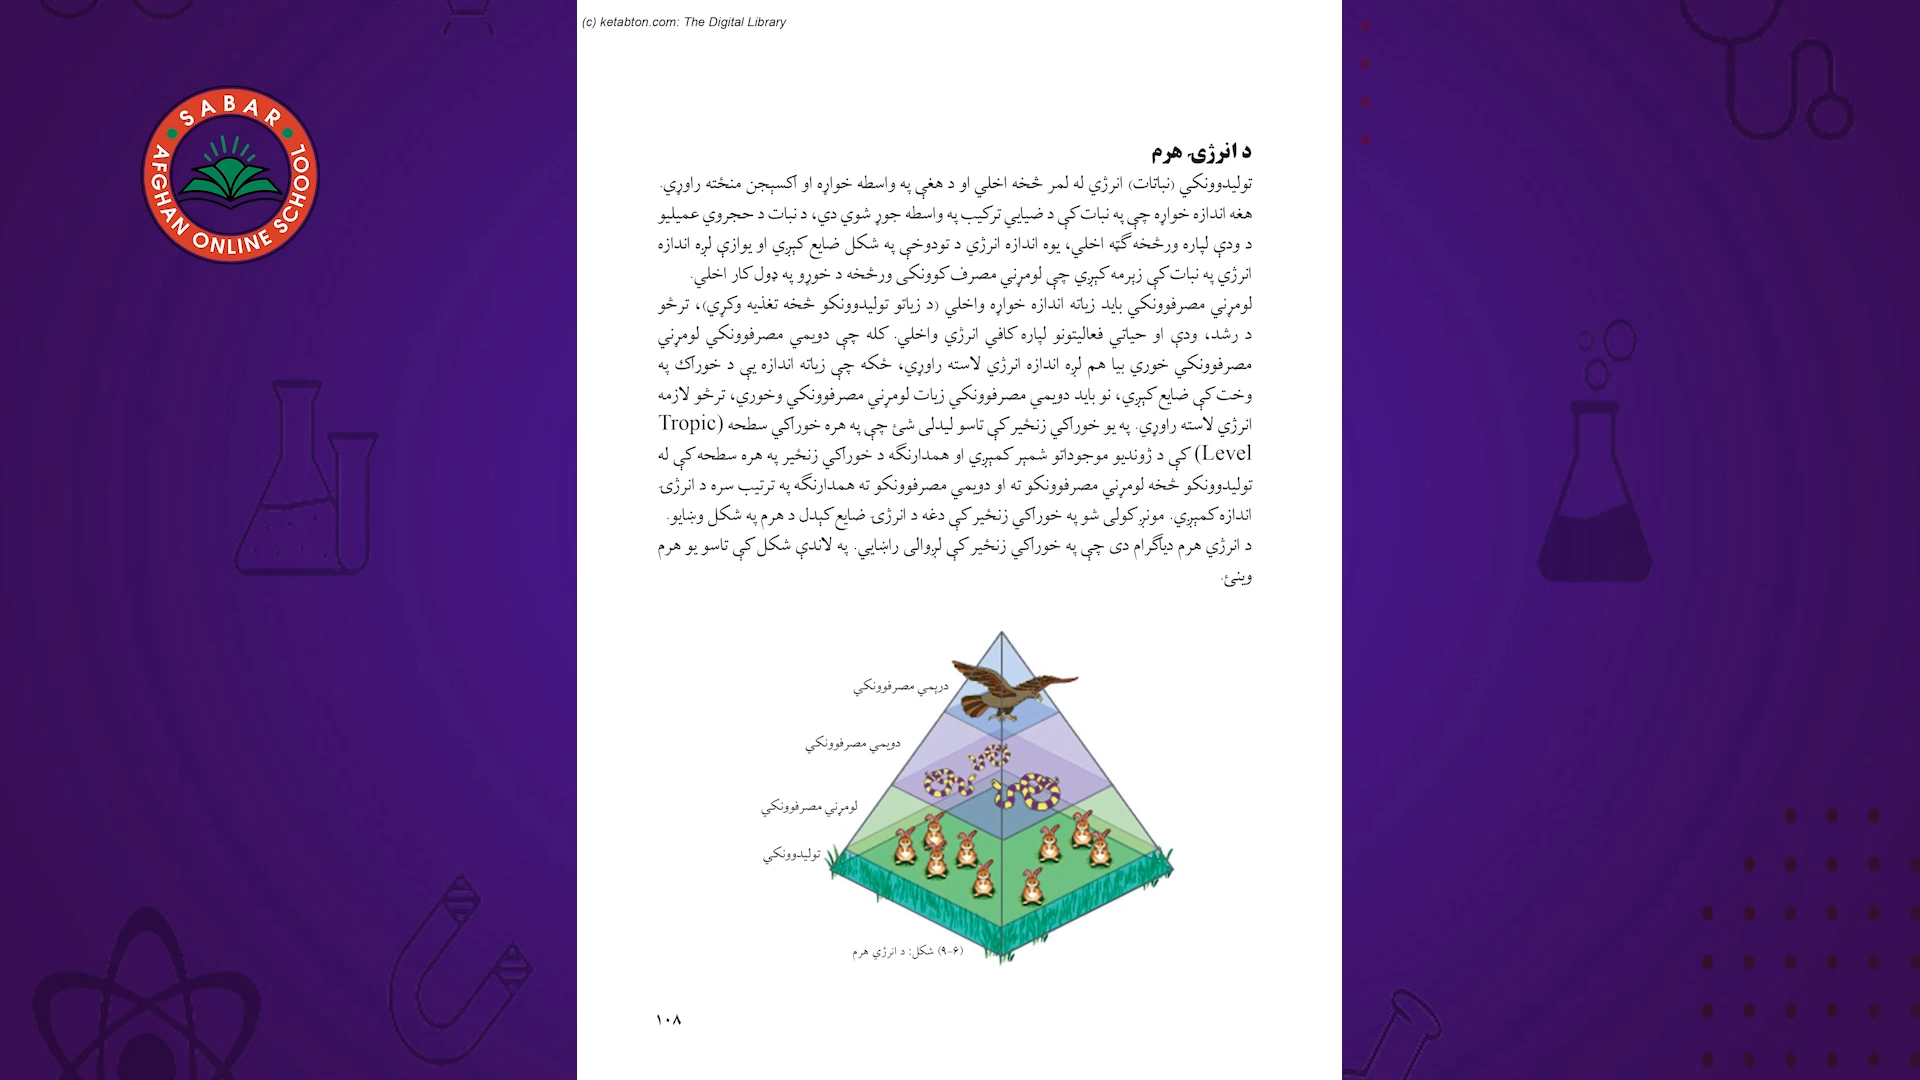 (c) ketabton.com: The Digital Library
SABAR
AFGHAN ONLINE SCHOOL
د انرژۍ هرم
تولیدوونکي (نباتات) انرژي له لمر څخه اخلي او د هغې په واسطه خواړه او اکسېجن منځته راوړي.
هغه اندازه خواړه چې په نبات کې د ضیایي ترکیب په واسطه جوړ شوي دي، د نبات د حجروي عمیلیو
د ودې لپاره ورڅخه گټه اخلي، یوه اندازه انرژي د تودوخې په شکل ضایع کېږي او یوازې لږه اندازه
انرژي په نبات کې زېرمه کېږي چې لومړني مصرف کوونکی ورڅخه د خوړو په ډول کار اخلي.
لومړني مصرفوونکي باید زیاته اندازه خواړه واخلي (د زیاتو تولیدوونکو څخه تغذیه وکړي)، ترڅو
د رشد، ودې او حیاتي فعالیتونو لپاره کافي انرژي واخلي. کله چې دویمي مصرفوونکي لومړني
مصرفوونکي خوري بیا هم لږه اندازه انرژي لاسته راوړي، ځکه چې زیاته اندازه یې د خوراک په
وخت کې ضایع کېږي، نو باید دویمي مصرفوونکي زیات لومړني مصرفوونکي وخوري، ترڅو لازمه
انرژي لاسته راوړي. په یو خوراکي زنځیر کې تاسو لیدلی شئ چې په هره خوراکي سطحه (Tropic
Level) کې د ژوندیو موجوداتو شمېر کمېږي او همدارنگه د خوراکي زنځیر په هره سطحه کې له
تولیدوونکو څخه لومړني مصرفوونکو ته او دویمي مصرفوونکو ته همدارنگه په ترتیب سره د انرژۍ
اندازه کمېږي. مونږ کولی شو په خوراکي زنځیر کې دغه د انرژۍ ضایع کېدل د هرم په شکل وښایو.
د انرژي هرم دیاگرام دی چې په خوراکي زنځیر کې لږوالی راښایي. په لاندې شکل کې تاسو یو هرم
وینئ.
درېمي مصرفوونکي
دویمي مصرفوونکي
لومړني مصرفوونکي
تولیدوونکي
(۶-۹) شکل: د انرژي هرم
۱۰۸